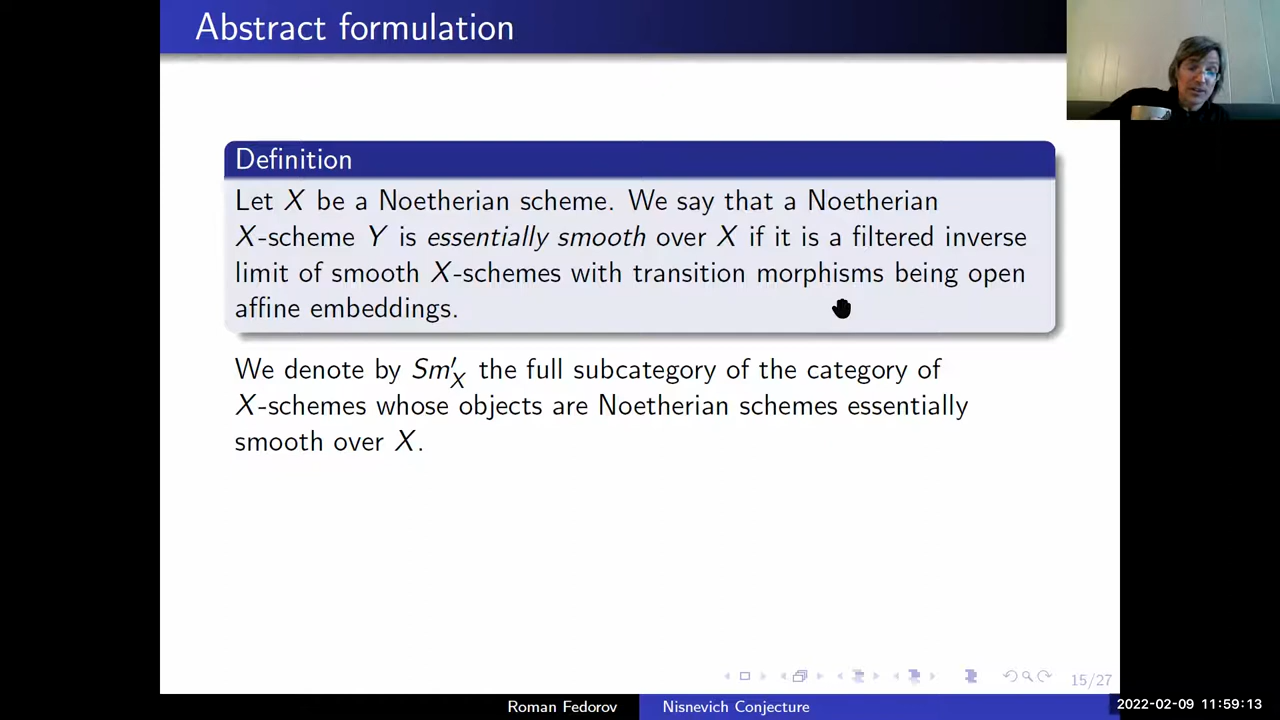 Abstract formulation
Definition
Let X be a Noetherian scheme. We say that a Noetherian
X-scheme Y is essentially smooth over X if it is a filtered inverse
limit of smooth X-schemes with transition morphisms being open
affine embeddings.
We denote by Sm′_X the full subcategory of the category of
X-schemes whose objects are Noetherian schemes essentially
smooth over X.
15/27
Roman Fedorov
Nisnevich Conjecture
2022-02-09 11:59:13